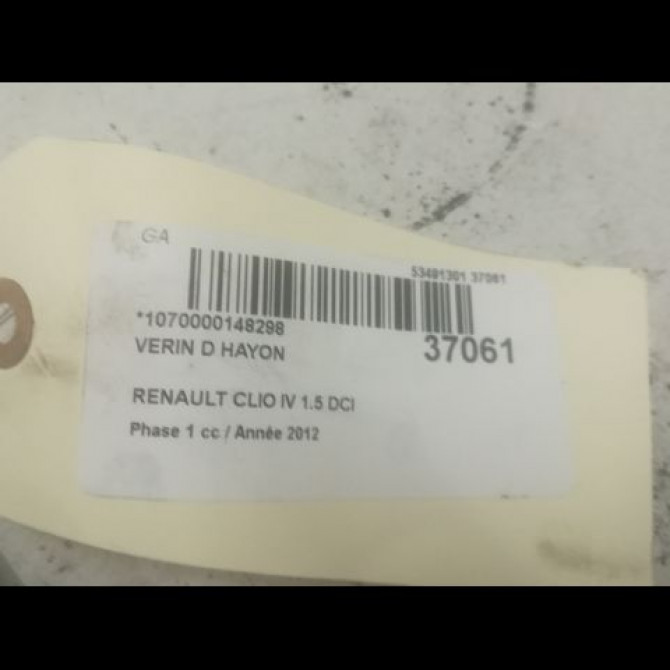 GA
53481301 37061
*1070000148298
VERIN D HAYON
37061
RENAULT CLIO IV 1.5 DCI
Phase 1 cc / Année 2012